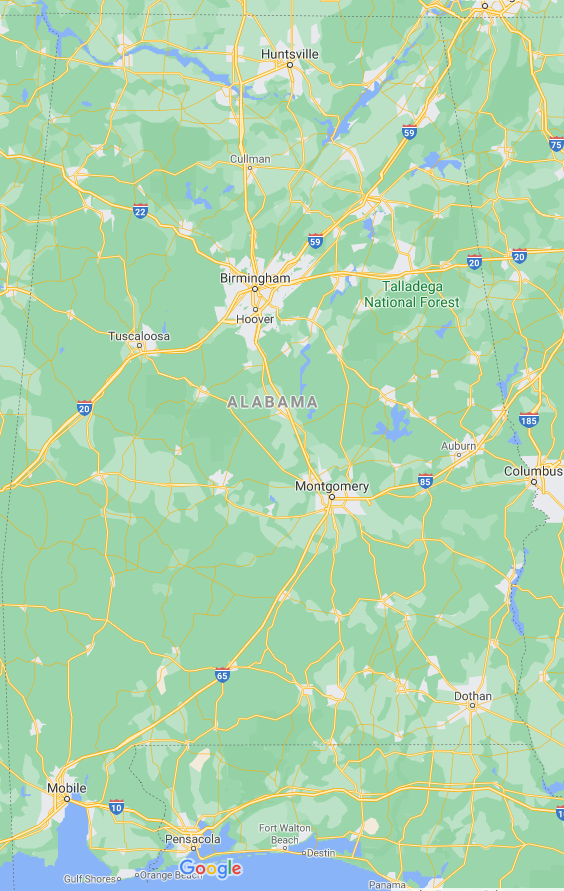 Huntsville
59
75
Cullman
22
59
20
20
Birmingham
Talladega
National Forest
Hoover
Tuscaloosa
20
ALABAMA
185
Auburn
Columbus
85
Montgomery
65
Dothan
Mobile
10
Fort Walton
Beach
Pensacola
Destin
Google
Orange Beach
Gulf Shores
Panama